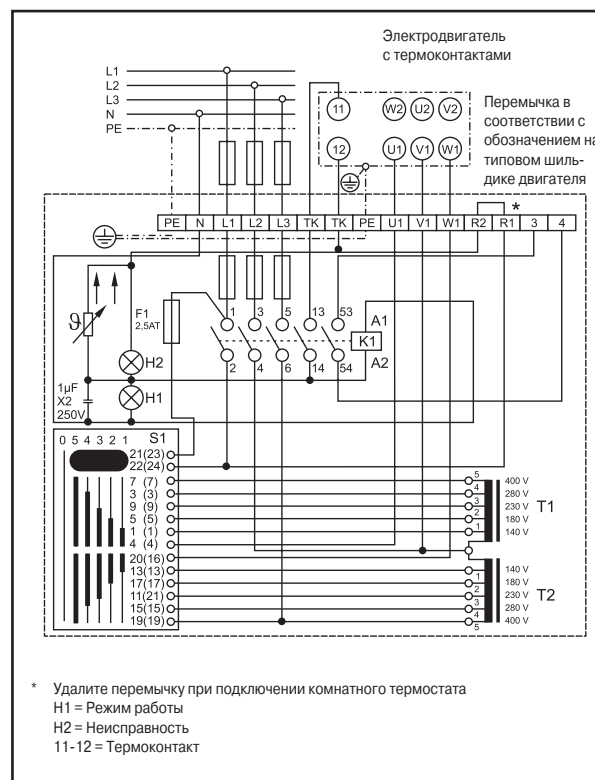 Электродвигатель
с термоконтактами
L1
L2
L3
N
PE
11 W2 U2 V2
12 U1 V1 W1
Перемычка в
соответствии с
обозначением на
типовом шиль-
дике двигателя
*
PE N L1 L2 L3 TK TK PE U1 V1 W1 R2 R1 3 4
ϑ
F1
2,5AT
1 3 5 13 53
A1
K1
A2
2 4 6 14 54
H2
H1
1µF
X2
250V
0 5 4 3 2 1 S1
21(23)
22(24)
7 (7)
3 (3)
9 (9)
5 (5)
1 (1)
4 (4)
20(16)
13(13)
17(17)
11(21)
15(15)
19(19)
5 400 V
4 280 V
3 230 V
2 180 V
1 140 V
T1
140 V
1 180 V
2 230 V
3 280 V
4 400 V
5
T2
* Удалите перемычку при подключении комнатного термостата
H1 = Режим работы
H2 = Неисправность
11-12 = Термоконтакт